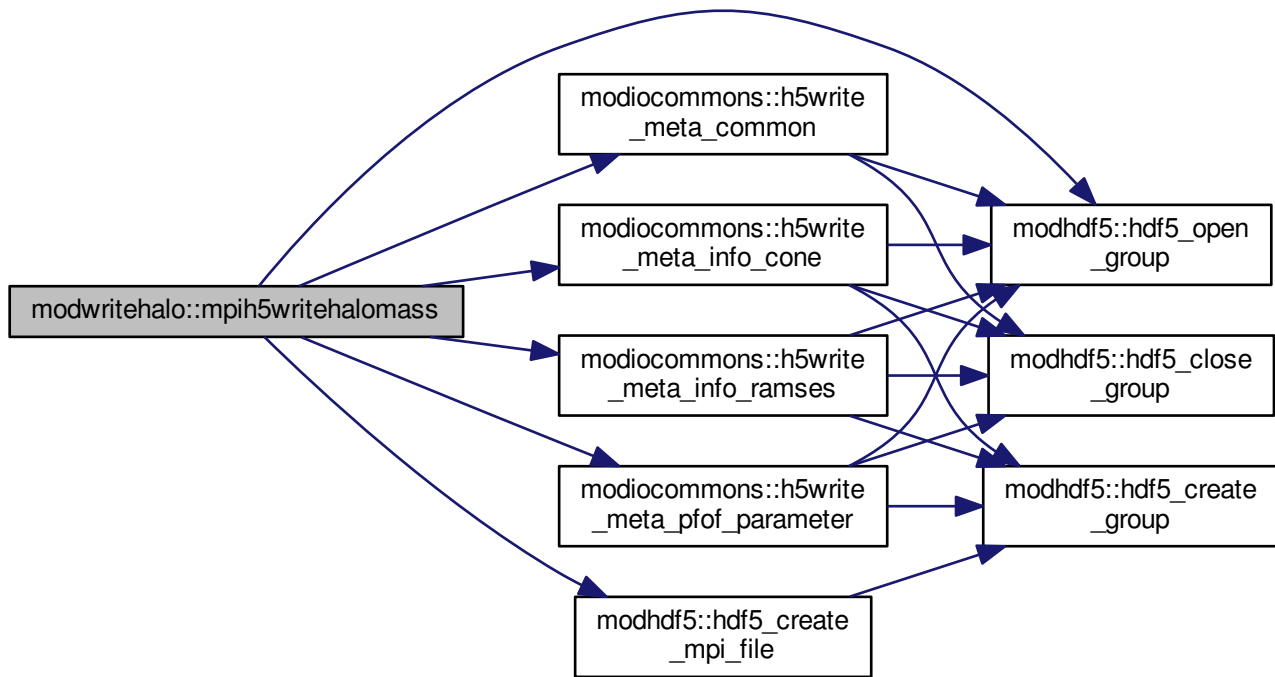 modwritehalo::mpih5writehalomass
modiocommons::h5write
_meta_common
modiocommons::h5write
_meta_info_cone
modiocommons::h5write
_meta_info_ramses
modiocommons::h5write
_meta_pfof_parameter
modhdf5::hdf5_create
_mpi_file
modhdf5::hdf5_open
_group
modhdf5::hdf5_close
_group
modhdf5::hdf5_create
_group